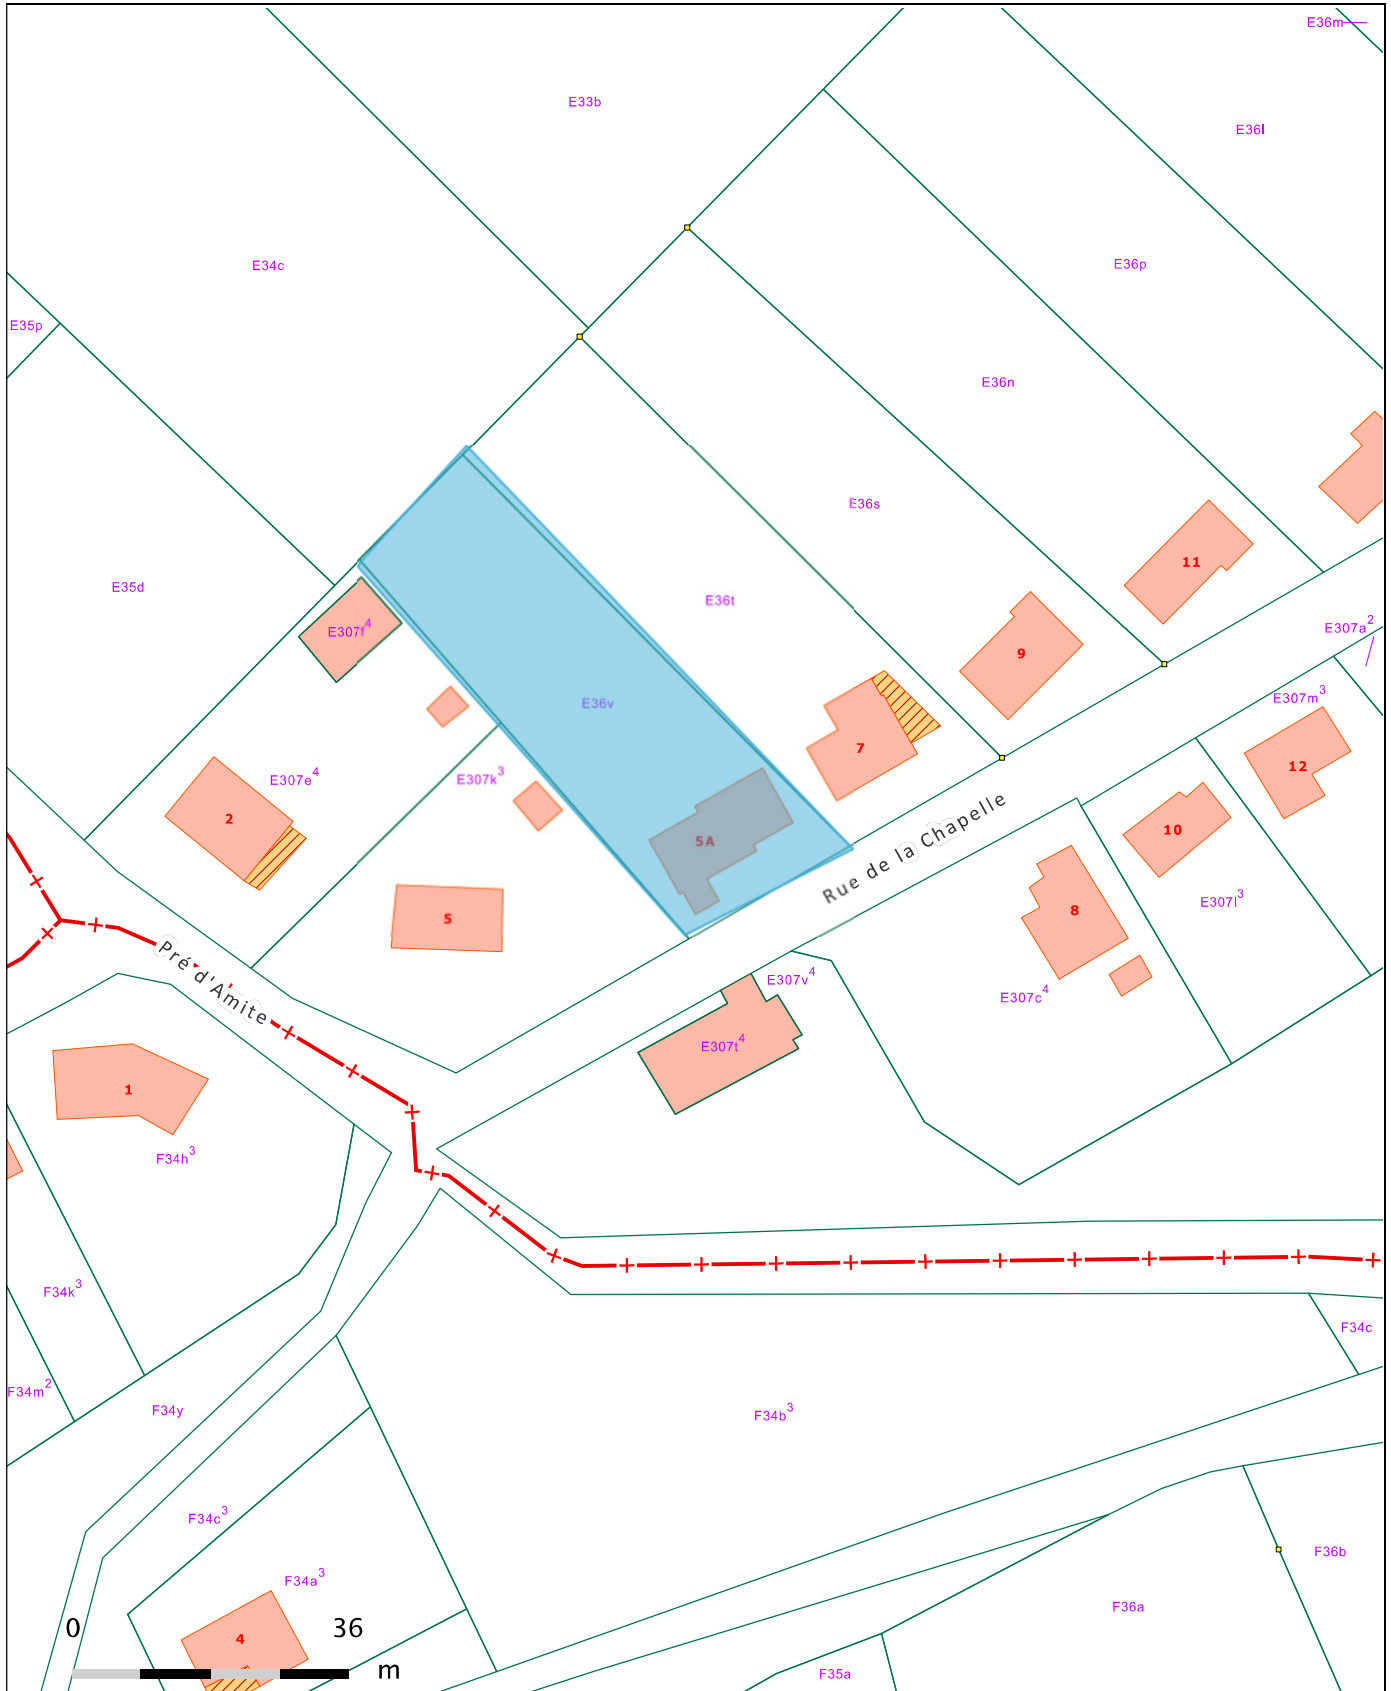 E36m
E33b
E36l
E34c
E36p
E35p
E36n
E36s
E35d
E36t
11
E307f⁴
E307a²
9
E36v
E307m³
E307k³
E307e⁴
7
12
2
5A
Rue de la Chapelle
10
5
8
E307l³
Pré d'Amite
E307v⁴
E307c⁴
E307t⁴
1
F34h³
F34k³
F34c
F34m²
F34y
F34b³
F34c³
F36b
F34a³
F36a
4
F35a
0 36
m